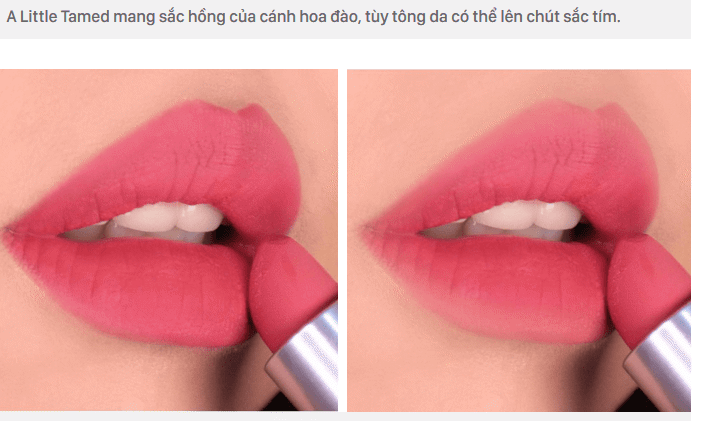 A Little Tamed mang sắc hồng của cánh hoa đào, tùy tông da có thể lên chút sắc tím.